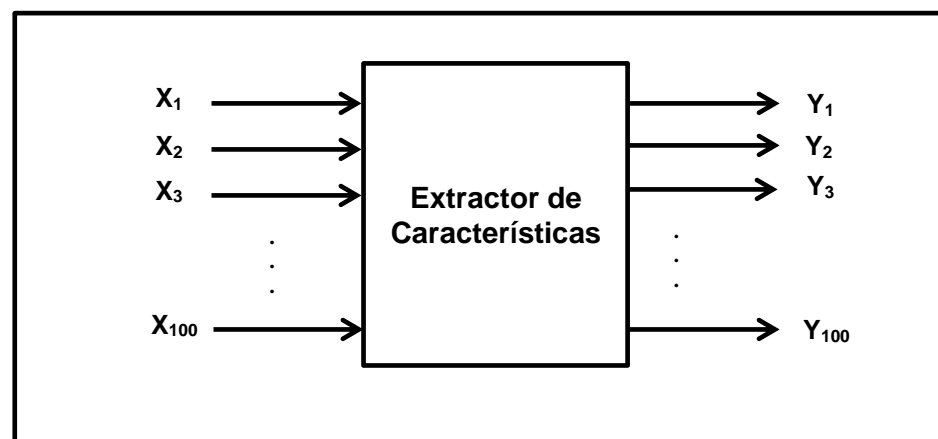 X₁
X₂
X₃
.
.
.
X₁₀₀
Extractor de
Características
Y₁
Y₂
Y₃
.
.
.
Y₁₀₀